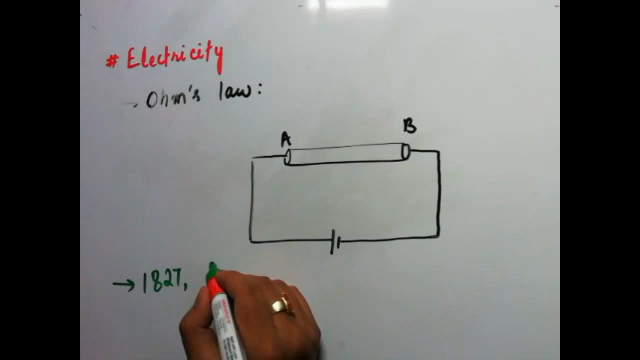 # Electricity
→ Ohm's law:
A
B
→ 1827,